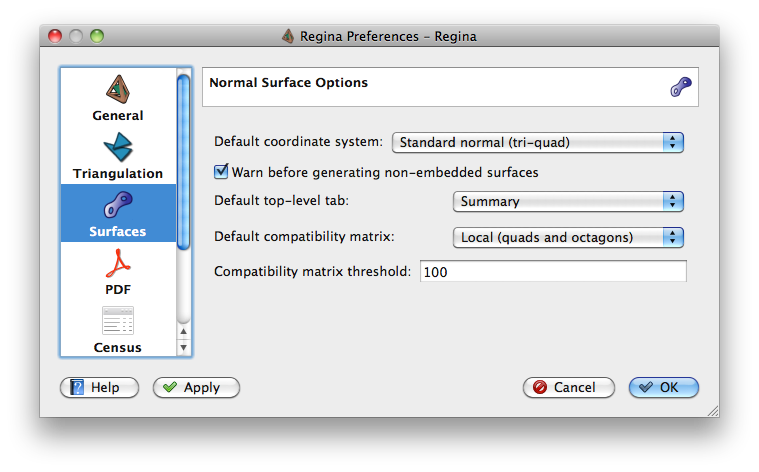 Regina Preferences – Regina
General
Triangulation
Surfaces
PDF
Census
Normal Surface Options
Default coordinate system: Standard normal (tri-quad)
Warn before generating non-embedded surfaces
Default top-level tab: Summary
Default compatibility matrix: Local (quads and octagons)
Compatibility matrix threshold: 100
Help Apply Cancel OK